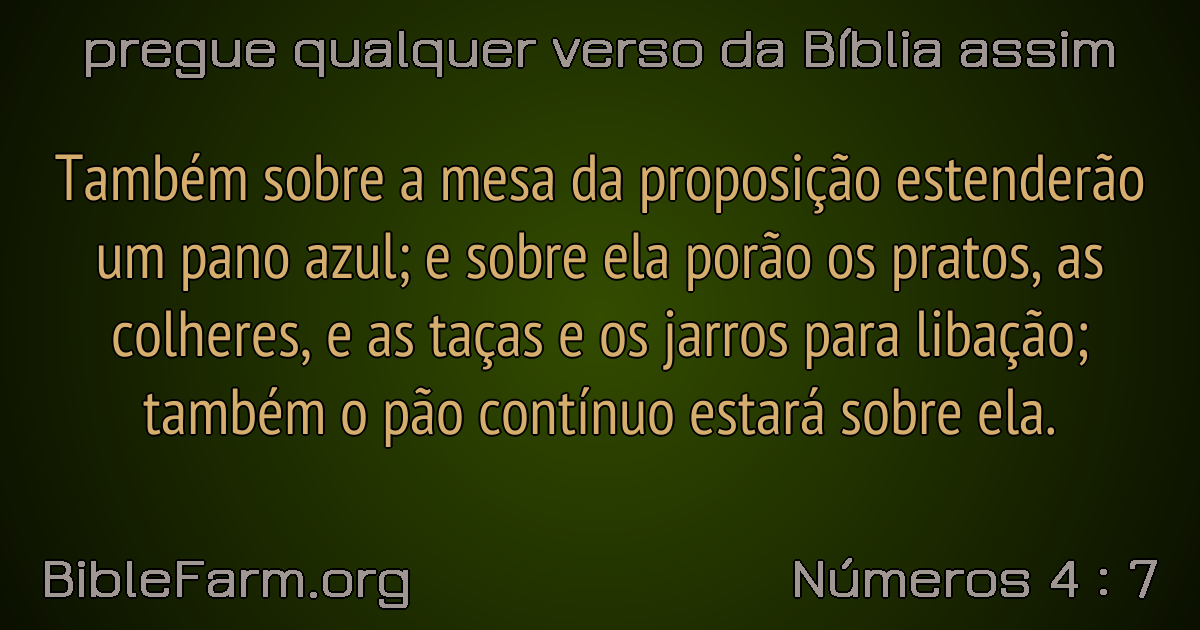 pregue qualquer verso da Bíblia assim
Também sobre a mesa da proposição estenderão
um pano azul; e sobre ela porão os pratos, as
colheres, e as taças e os jarros para libação;
também o pão contínuo estará sobre ela.
BibleFarm.org
Números 4 : 7